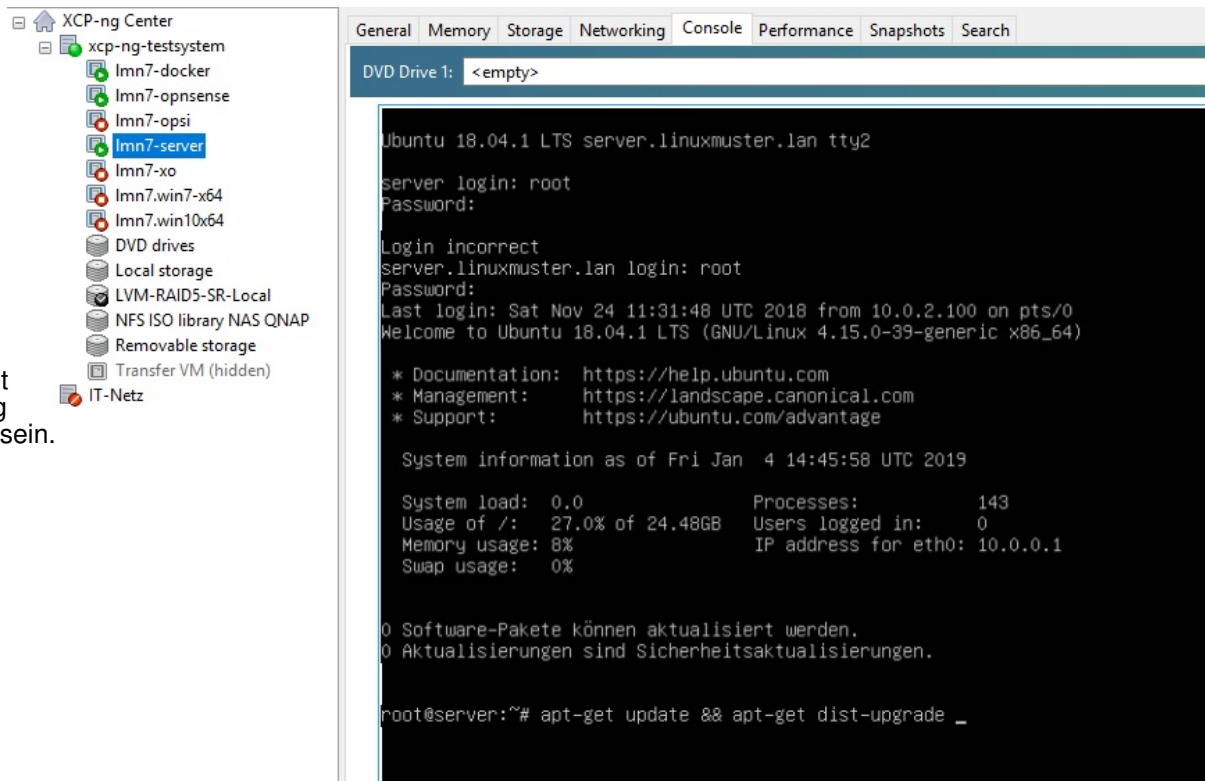 XCP-ng Center
xcp-ng-testsystem
lmn7-docker
lmn7-opnsense
lmn7-opsi
lmn7-server
lmn7-xo
lmn7.win7-x64
lmn7.win10x64
DVD drives
Local storage
LVM-RAID5-SR-Local
NFS ISO library NAS QNAP
Removable storage
Transfer VM (hidden)
IT-Netz
t
g
sein.
General Memory Storage Networking Console Performance Snapshots Search
DVD Drive 1: <empty>
Ubuntu 18.04.1 LTS server.linuxmuster.lan tty2
server login: root
Password:
Login incorrect
server.linuxmuster.lan login: root
Password:
Last login: Sat Nov 24 11:31:48 UTC 2018 from 10.0.2.100 on pts/0
Welcome to Ubuntu 18.04.1 LTS (GNU/Linux 4.15.0-39-generic x86_64)
* Documentation: https://help.ubuntu.com
* Management: https://landscape.canonical.com
* Support: https://ubuntu.com/advantage
System information as of Fri Jan 4 14:45:58 UTC 2019
System load: 0.0 Processes: 143
Usage of /: 27.0% of 24.48GB Users logged in: 0
Memory usage: 8% IP address for eth0: 10.0.0.1
Swap usage: 0%
0 Software-Pakete können aktualisiert werden.
0 Aktualisierungen sind Sicherheitsaktualisierungen.
root@server:~# apt-get update && apt-get dist-upgrade _